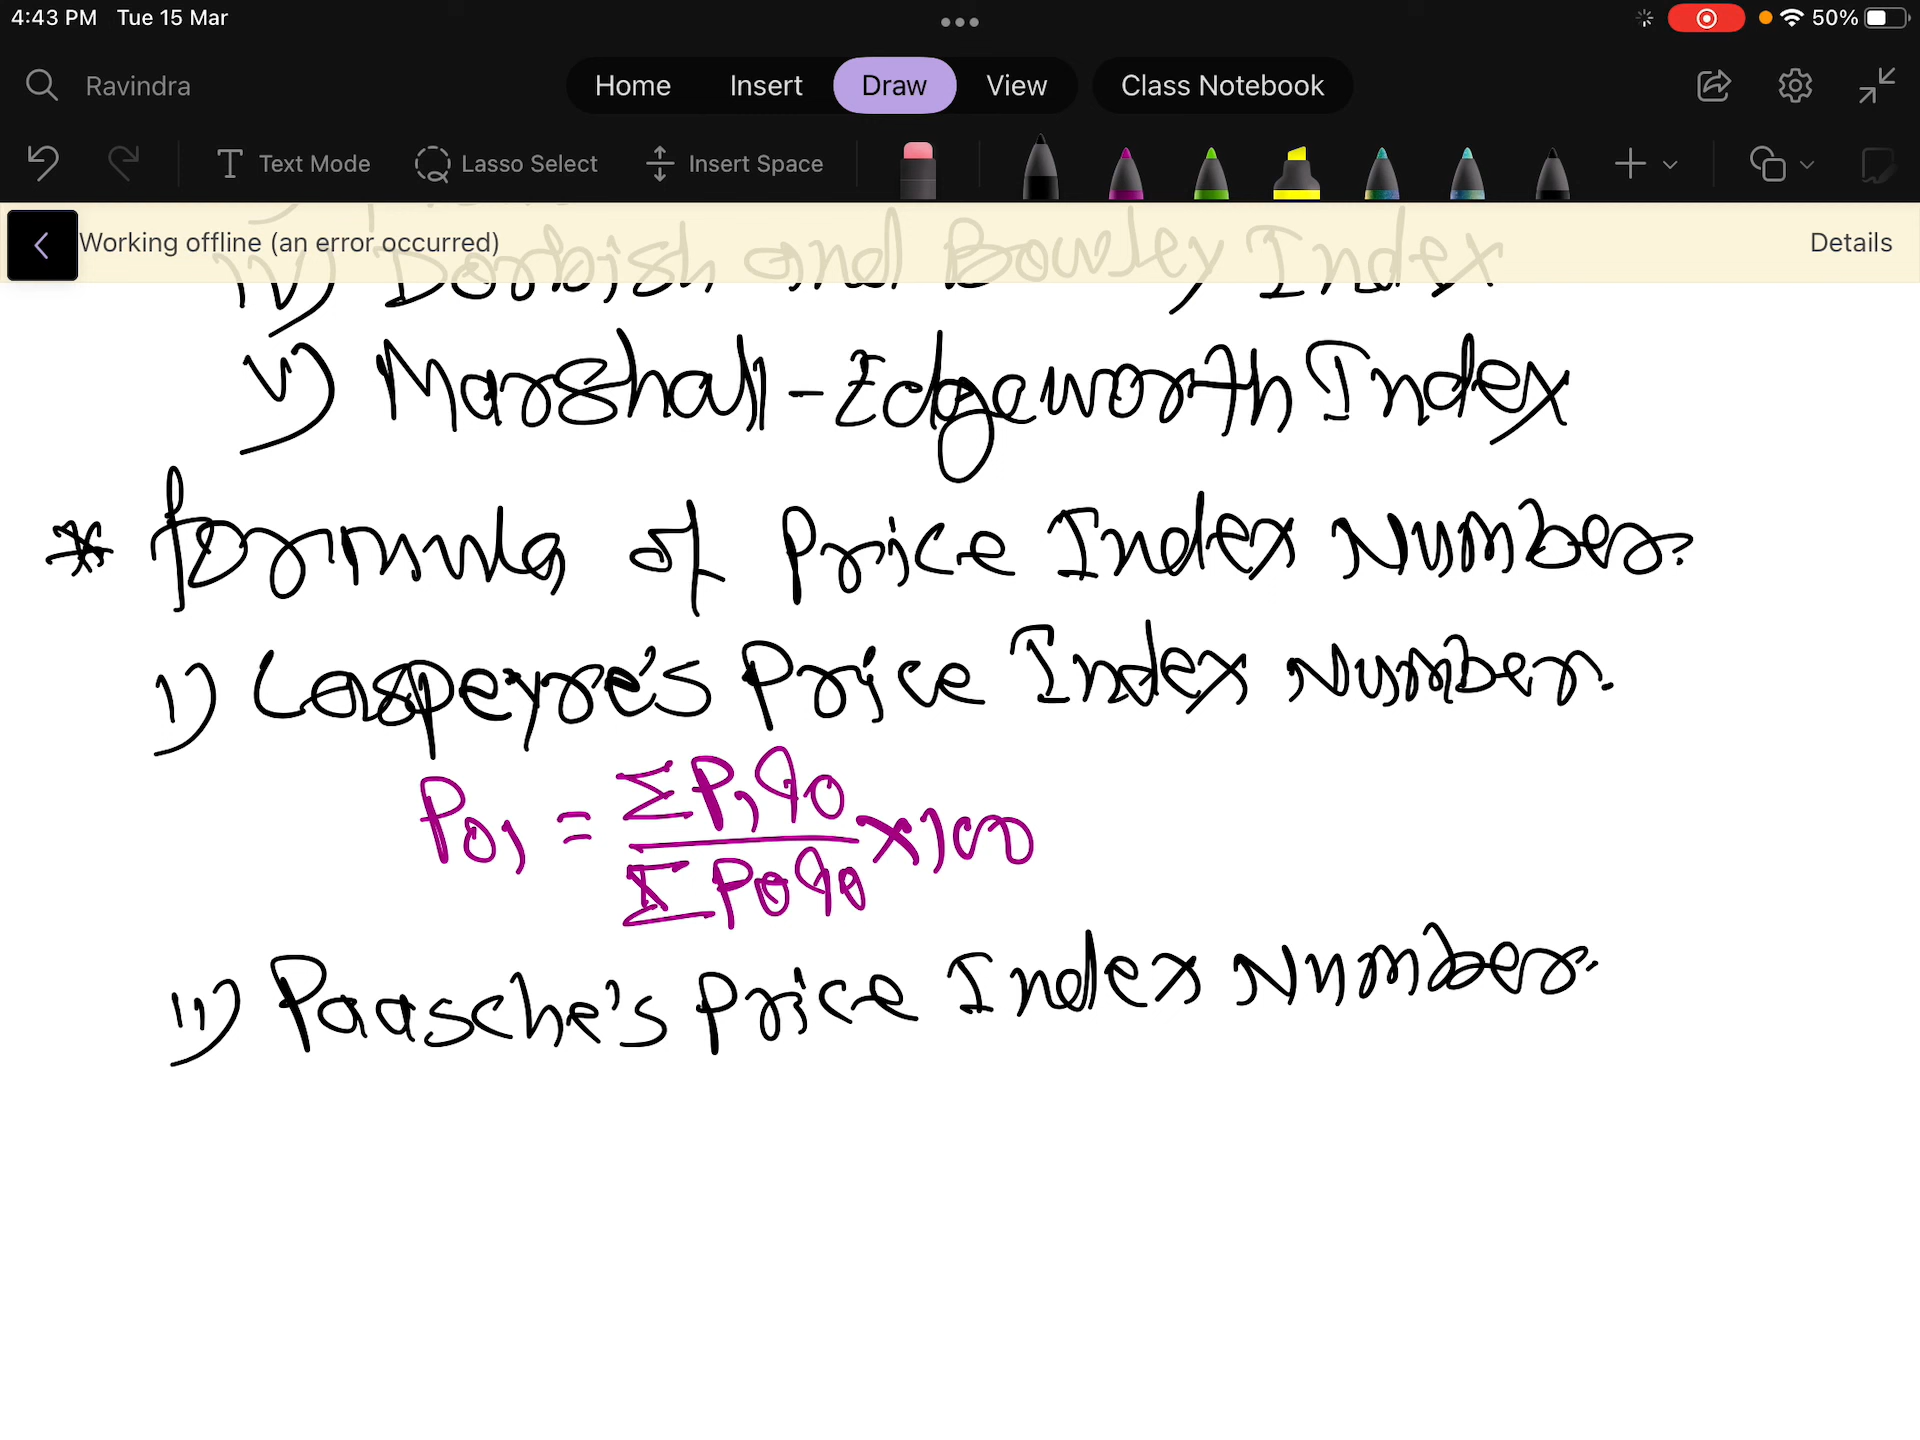 4:43 PM Tue 15 Mar 50%
Ravindra Home Insert Draw View Class Notebook
T Text Mode Lasso Select Insert Space
Working offline (an error occurred) Details
iv) Dorbish and Bowley Index
v) Marshall-Edgeworth Index
* Formula of Price Index Number.
i) Laspeyre's Price Index Number.
P01 = ΣP1q0 / ΣP0q0 ×100
ii) Paasche's Price Index Number.